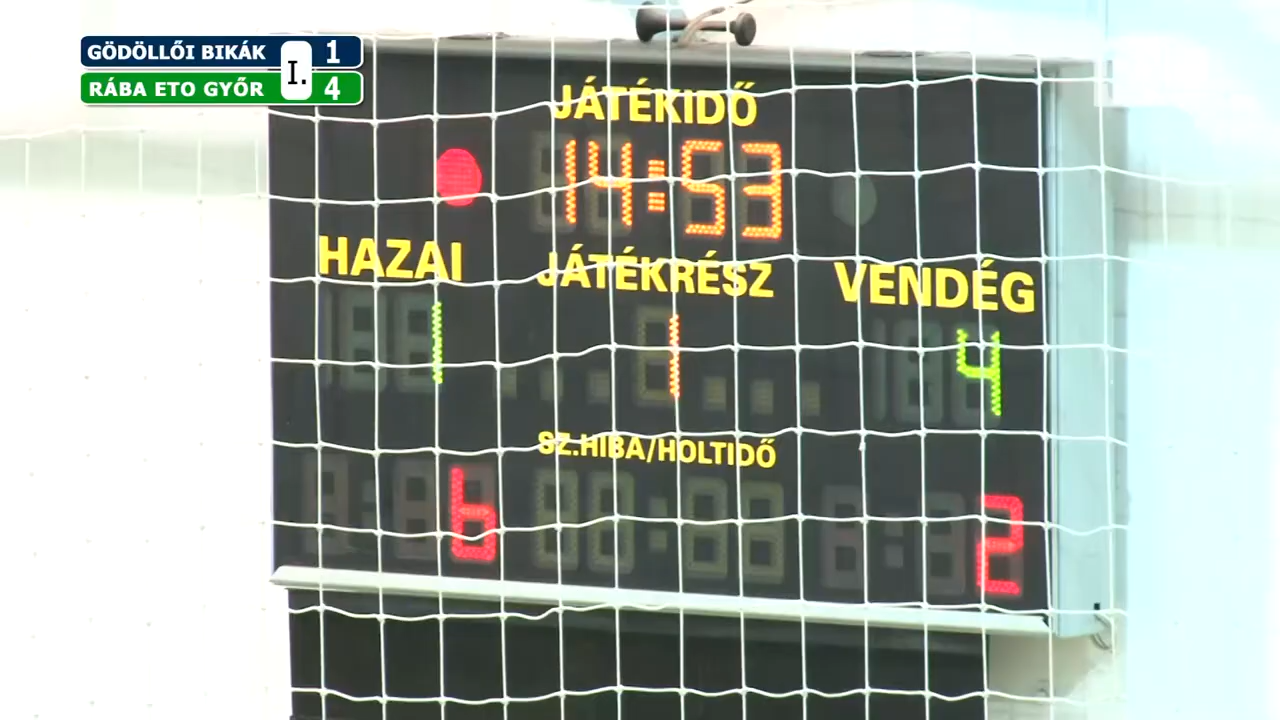 GÖDÖLLŐI BIKÁK 1
I.
RÁBA ETO GYŐR 4
JÁTÉKIDŐ
14:53
HAZAI JÁTÉKRÉSZ VENDÉG
1 1 4
SZ.HIBA/HOLTIDŐ
6 2